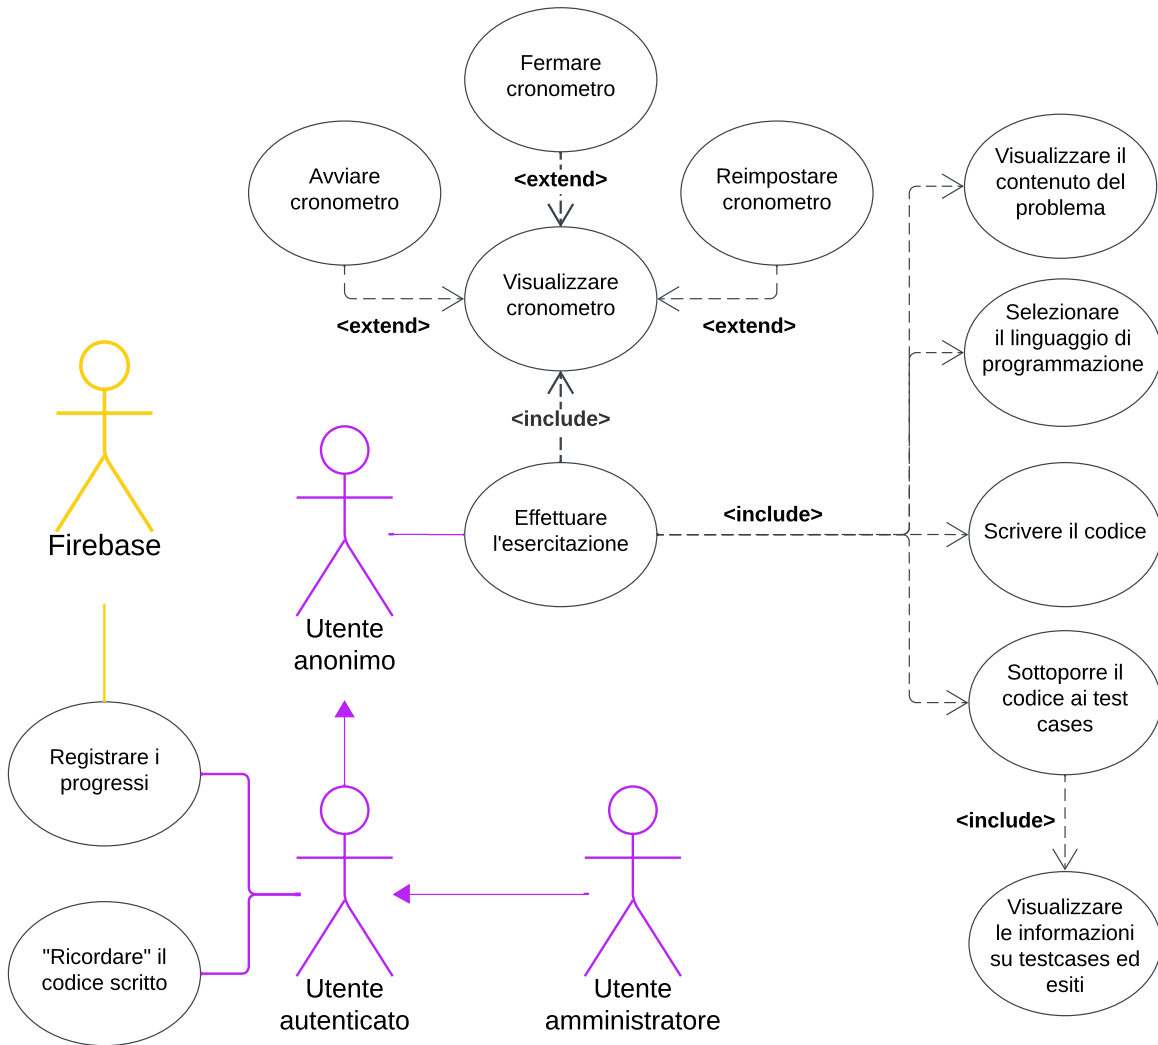 Fermare
cronometro
<extend>
Avviare
cronometro
Reimpostare
cronometro
Visualizzare
cronometro
<extend>
<extend>
<include>
Effettuare
l'esercitazione
<include>
Visualizzare il
contenuto del
problema
Selezionare
il linguaggio di
programmazione
Scrivere il codice
Sottoporre il
codice ai test
cases
<include>
Visualizzare
le informazioni
su testcases ed
esiti
Firebase
Utente
anonimo
Registrare i
progressi
"Ricordare" il
codice scritto
Utente
autenticato
Utente
amministratore